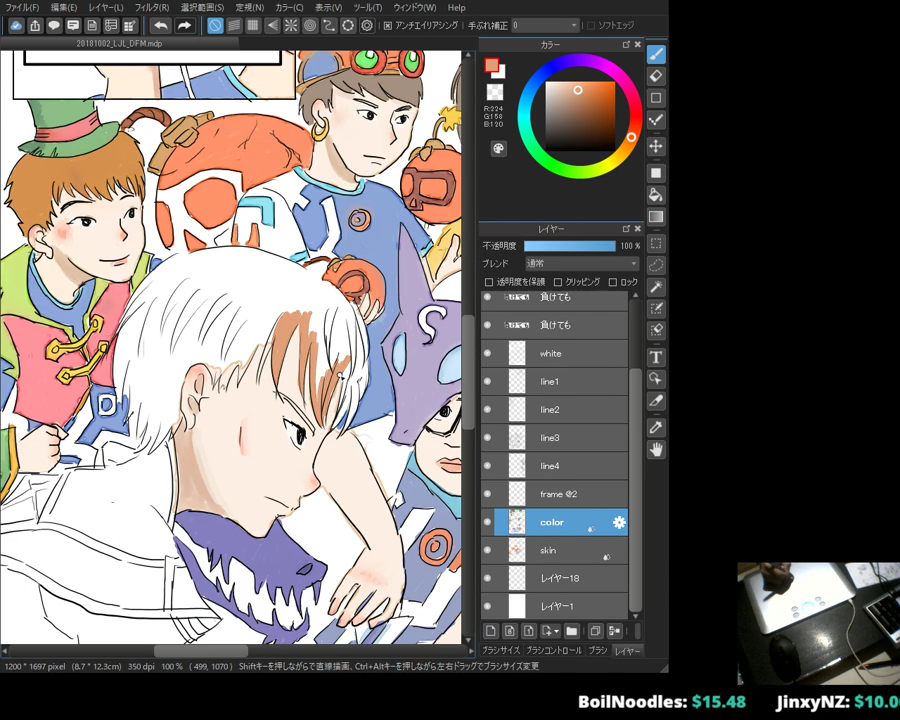 ファイル(F) 編集(E) レイヤー(L) フィルタ(R) 選択範囲(S) 定規(N) カラー(C) 表示(V) ツール(T) ウィンドウ(W) Help
アンチエイリアシング 手ぶれ補正 0 ソフトエッジ
20181002_LJL_DFM.mdp
カラー
R:224
G:158
B:120
レイヤー
不透明度 100 %
ブレンド 通常
透明度を保護 クリッピング ロック
負けても
負けても
white
line1
line2
line3
line4
frame @2
color
skin
レイヤー18
レイヤー1
ブラシサイズ ブラシコントロール ブラシ レイヤー
1200 * 1697 pixel (8.7 * 12.3cm) 350 dpi 100 % ( 499, 1070) Shiftキーを押しながらで直線描画、Ctrl+Altキーを押しながら左右ドラッグでブラシサイズ変更
D
BoilNoodles: $15.48 JinxyNZ: $10.0